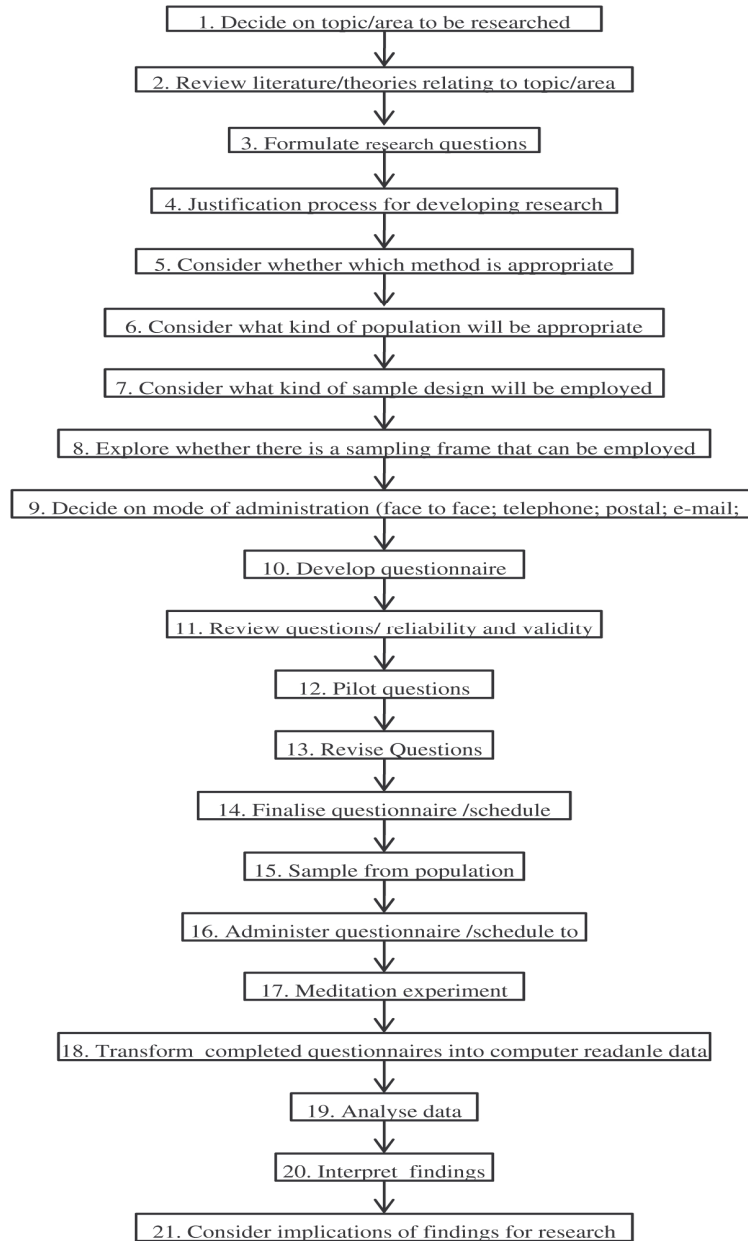 1. Decide on topic/area to be researched
2. Review literature/theories relating to topic/area
3. Formulate research questions
4. Justification process for developing research
5. Consider whether which method is appropriate
6. Consider what kind of population will be appropriate
7. Consider what kind of sample design will be employed
8. Explore whether there is a sampling frame that can be employed
9. Decide on mode of administration (face to face; telephone; postal; e-mail;
10. Develop questionnaire
11. Review questions/ reliability and validity
12. Pilot questions
13. Revise Questions
14. Finalise questionnaire /schedule
15. Sample from population
16. Administer questionnaire /schedule to
17. Meditation experiment
18. Transform completed questionnaires into computer readanle data
19. Analyse data
20. Interpret findings
21. Consider implications of findings for research